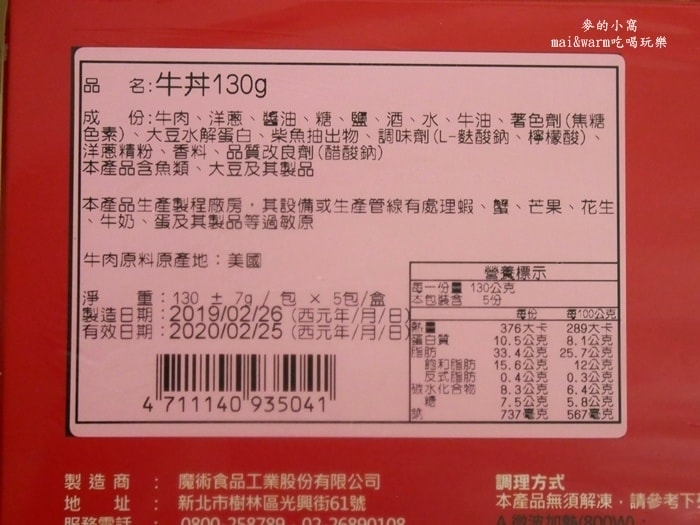 麥的小窩
mai&warm吃喝玩樂
品　名:牛丼130g
成　份:牛肉、洋蔥、醬油、糖、鹽、酒、水、牛油、著色劑(焦糖
色素)、大豆水解蛋白、柴魚抽出物、調味劑(L-麩酸鈉、檸檬酸)、
洋蔥精粉、香料、品質改良劑(醋酸鈉)
本產品含魚類、大豆及其製品
本產品生產製程廠房，其設備或生產管線有處理蝦、蟹、芒果、花生
、牛奶、蛋及其製品等過敏原
牛肉原料原產地：美國
淨　重:130 ± 7g / 包 × 5包/盒
製造日期:2019/02/26 (西元年/月/日)
有效日期:2020/02/25 (西元年/月/日)
4 711140 935041
營養標示
每一份量 130公克
本包裝含 5份
每份 每100公克
熱量 376大卡 289大卡
蛋白質 10.5公克 8.1公克
脂肪 33.4公克 25.7公克
飽和脂肪 15.6公克 12公克
反式脂肪 0.4公克 0.3公克
碳水化合物 8.3公克 6.4公克
糖 7.5公克 5.8公克
鈉 737毫克 567毫克
製造商：魔術食品工業股份有限公司
地　址：新北市樹林區光興街61號
服務電話：0800-258789 02-26890108
調理方式
本產品無須解凍，請參考下
A.微波加熱(800W)：